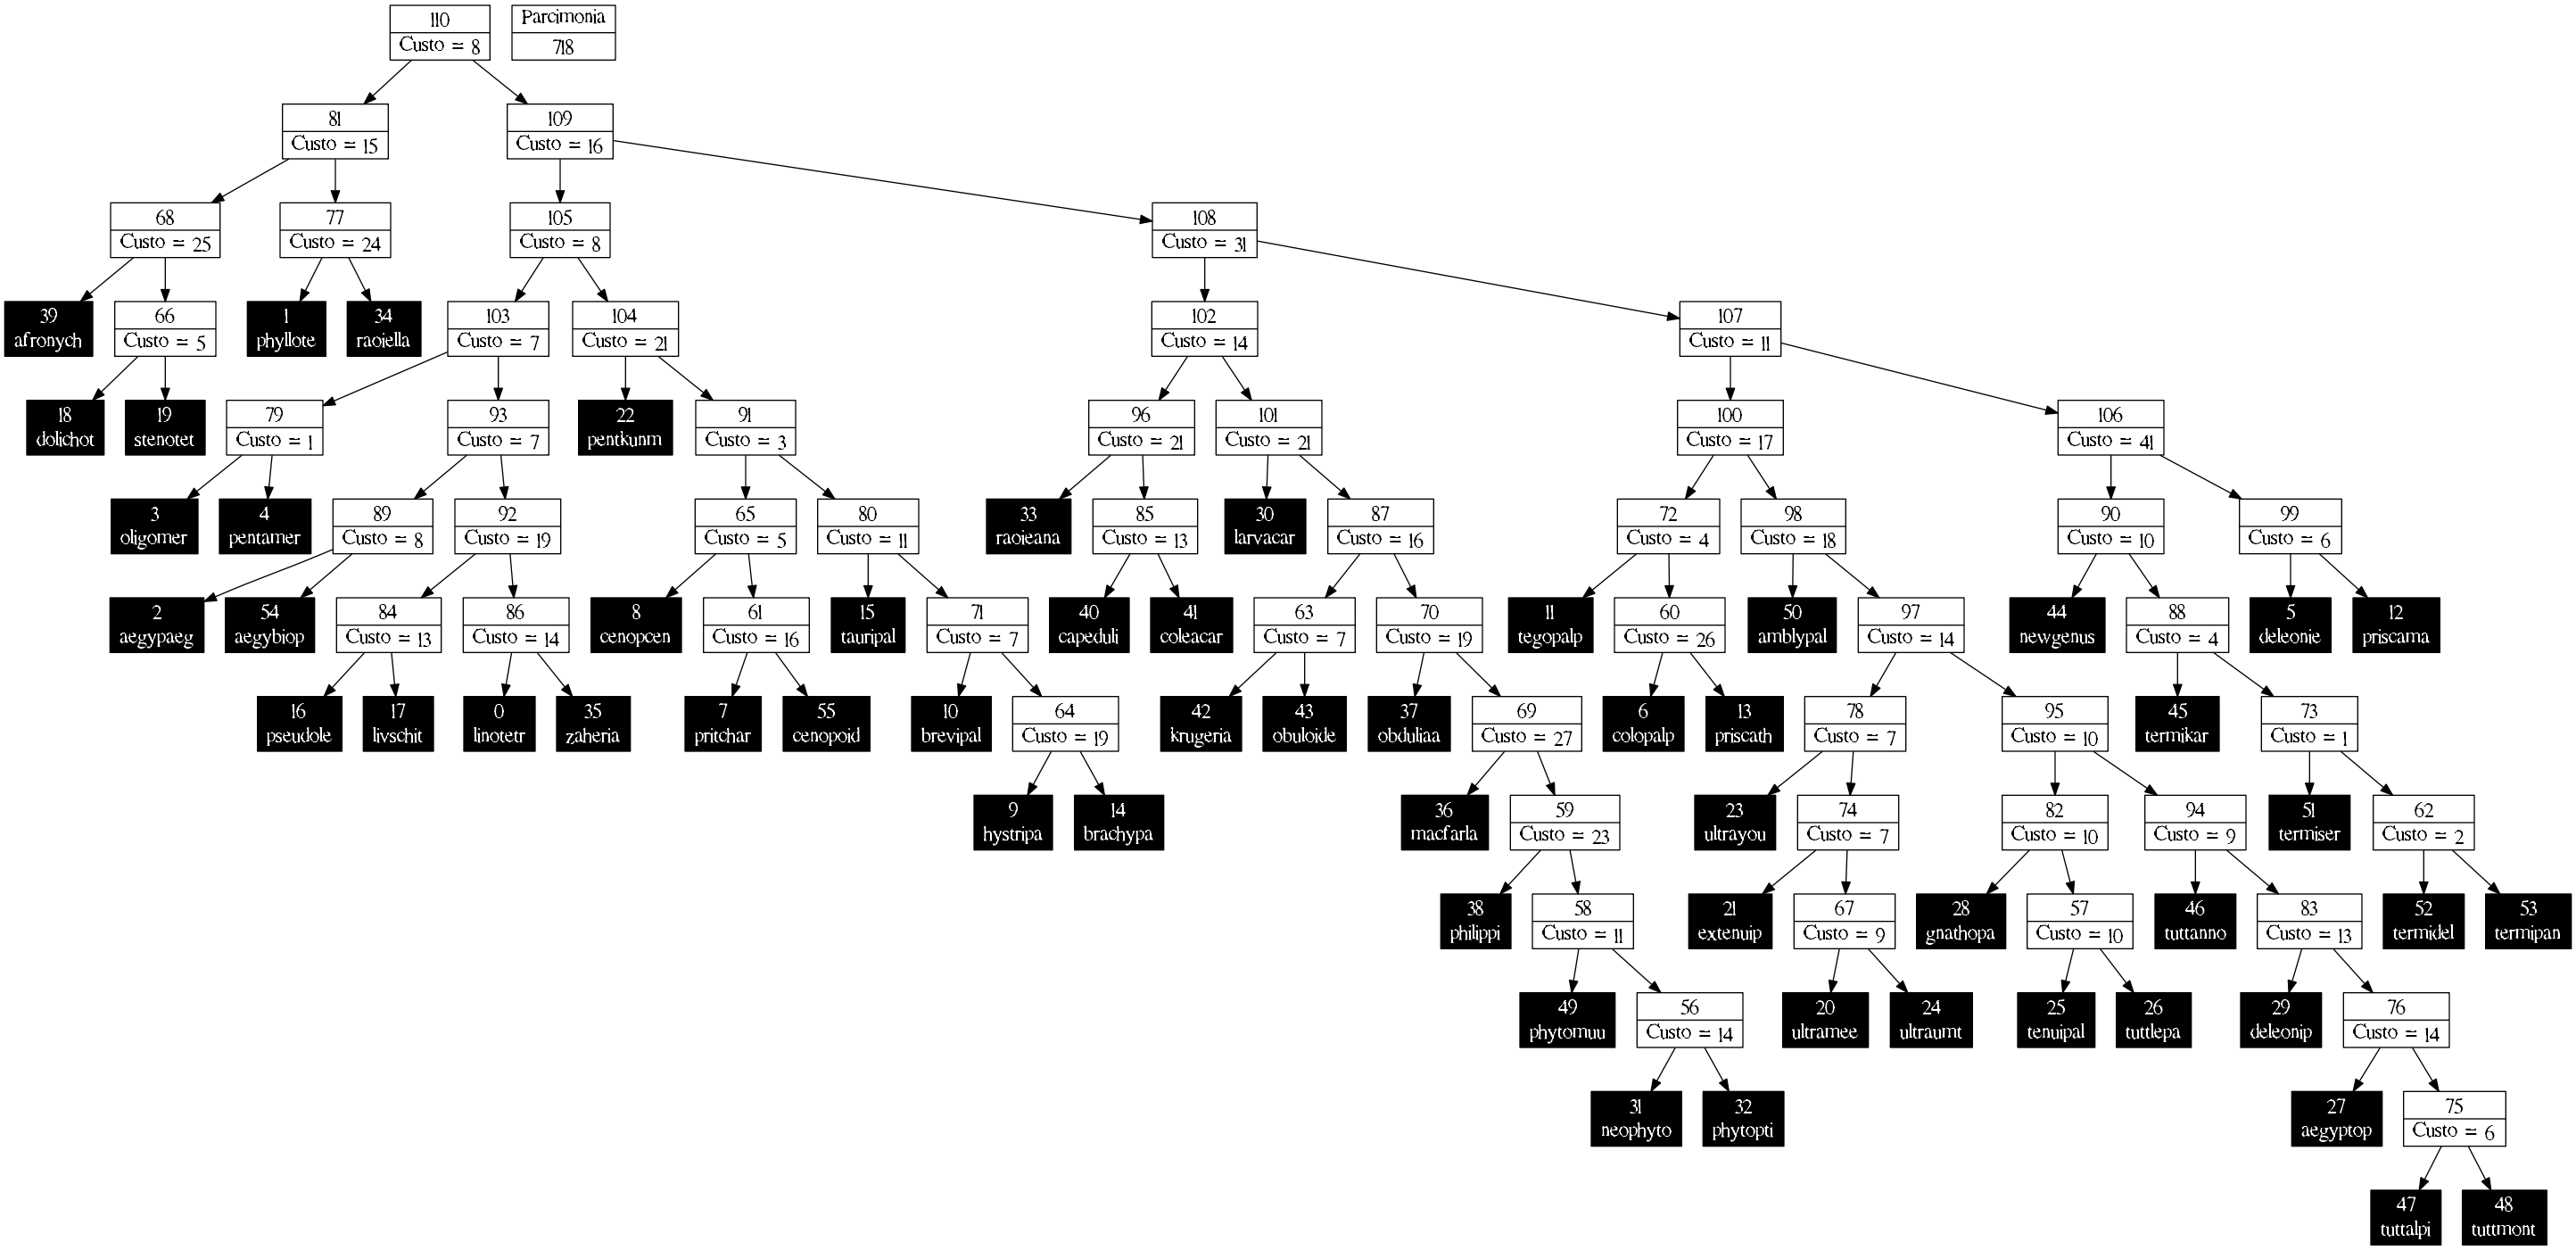 110
Custo = 8
Parcimonia
718
81
Custo = 15
109
Custo = 16
68
Custo = 25
77
Custo = 24
105
Custo = 8
108
Custo = 31
39
afronych
66
Custo = 5
1
phyllote
34
raoiella
103
Custo = 7
104
Custo = 21
102
Custo = 14
107
Custo = 11
18
dolichot
19
stenotet
79
Custo = 1
93
Custo = 7
22
pentkunm
91
Custo = 3
96
Custo = 21
101
Custo = 21
100
Custo = 17
106
Custo = 41
3
oligomer
4
pentamer
89
Custo = 8
92
Custo = 19
65
Custo = 5
80
Custo = 11
33
raoieana
85
Custo = 13
30
larvacar
87
Custo = 16
72
Custo = 4
98
Custo = 18
90
Custo = 10
99
Custo = 6
2
aegypaeg
54
aegybiop
84
Custo = 13
86
Custo = 14
8
cenopcen
61
Custo = 16
15
tauripal
71
Custo = 7
40
capeduli
41
coleacar
63
Custo = 7
70
Custo = 19
11
tegopalp
60
Custo = 26
50
amblypal
97
Custo = 14
44
newgenus
88
Custo = 4
5
deleonie
12
priscama
16
pseudole
17
livschit
0
linotetr
35
zaheria
7
pritchar
55
cenopoid
10
brevipal
64
Custo = 19
42
krugeria
43
obuloide
37
obduliaa
69
Custo = 27
6
colopalp
13
priscath
78
Custo = 7
95
Custo = 10
45
termikar
73
Custo = 1
9
hystripa
14
brachypa
36
macfarla
59
Custo = 23
23
ultrayou
74
Custo = 7
82
Custo = 10
94
Custo = 9
51
termiser
62
Custo = 2
38
philippi
58
Custo = 11
21
extenuip
67
Custo = 9
28
gnathopa
57
Custo = 10
46
tuttanno
83
Custo = 13
52
termidel
53
termipan
49
phytomuu
56
Custo = 14
20
ultramee
24
ultraumt
25
tenuipal
26
tuttlepa
29
deleonip
76
Custo = 14
31
neophyto
32
phytopti
27
aegyptop
75
Custo = 6
47
tuttalpi
48
tuttmont